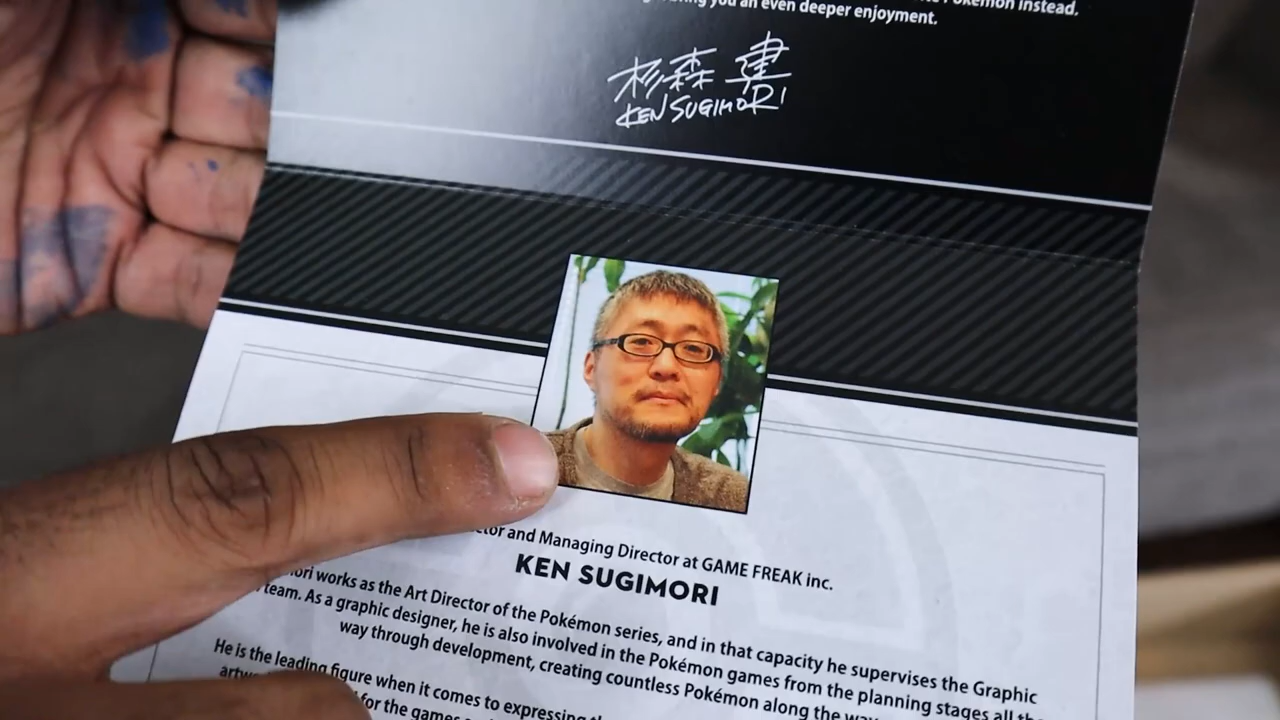 Pokémon instead.
you an even deeper enjoyment.
杉森 建
KEN SUGIMORI
and Managing Director at GAME FREAK inc.
KEN SUGIMORI
works as the Art Director of the Pokémon series, and in that capacity he supervises the Graphic
team. As a graphic designer, he is also involved in the Pokémon games from the planning stages all
way through development, creating countless Pokémon along the way
He is the leading figure when it comes to expressing
for the games